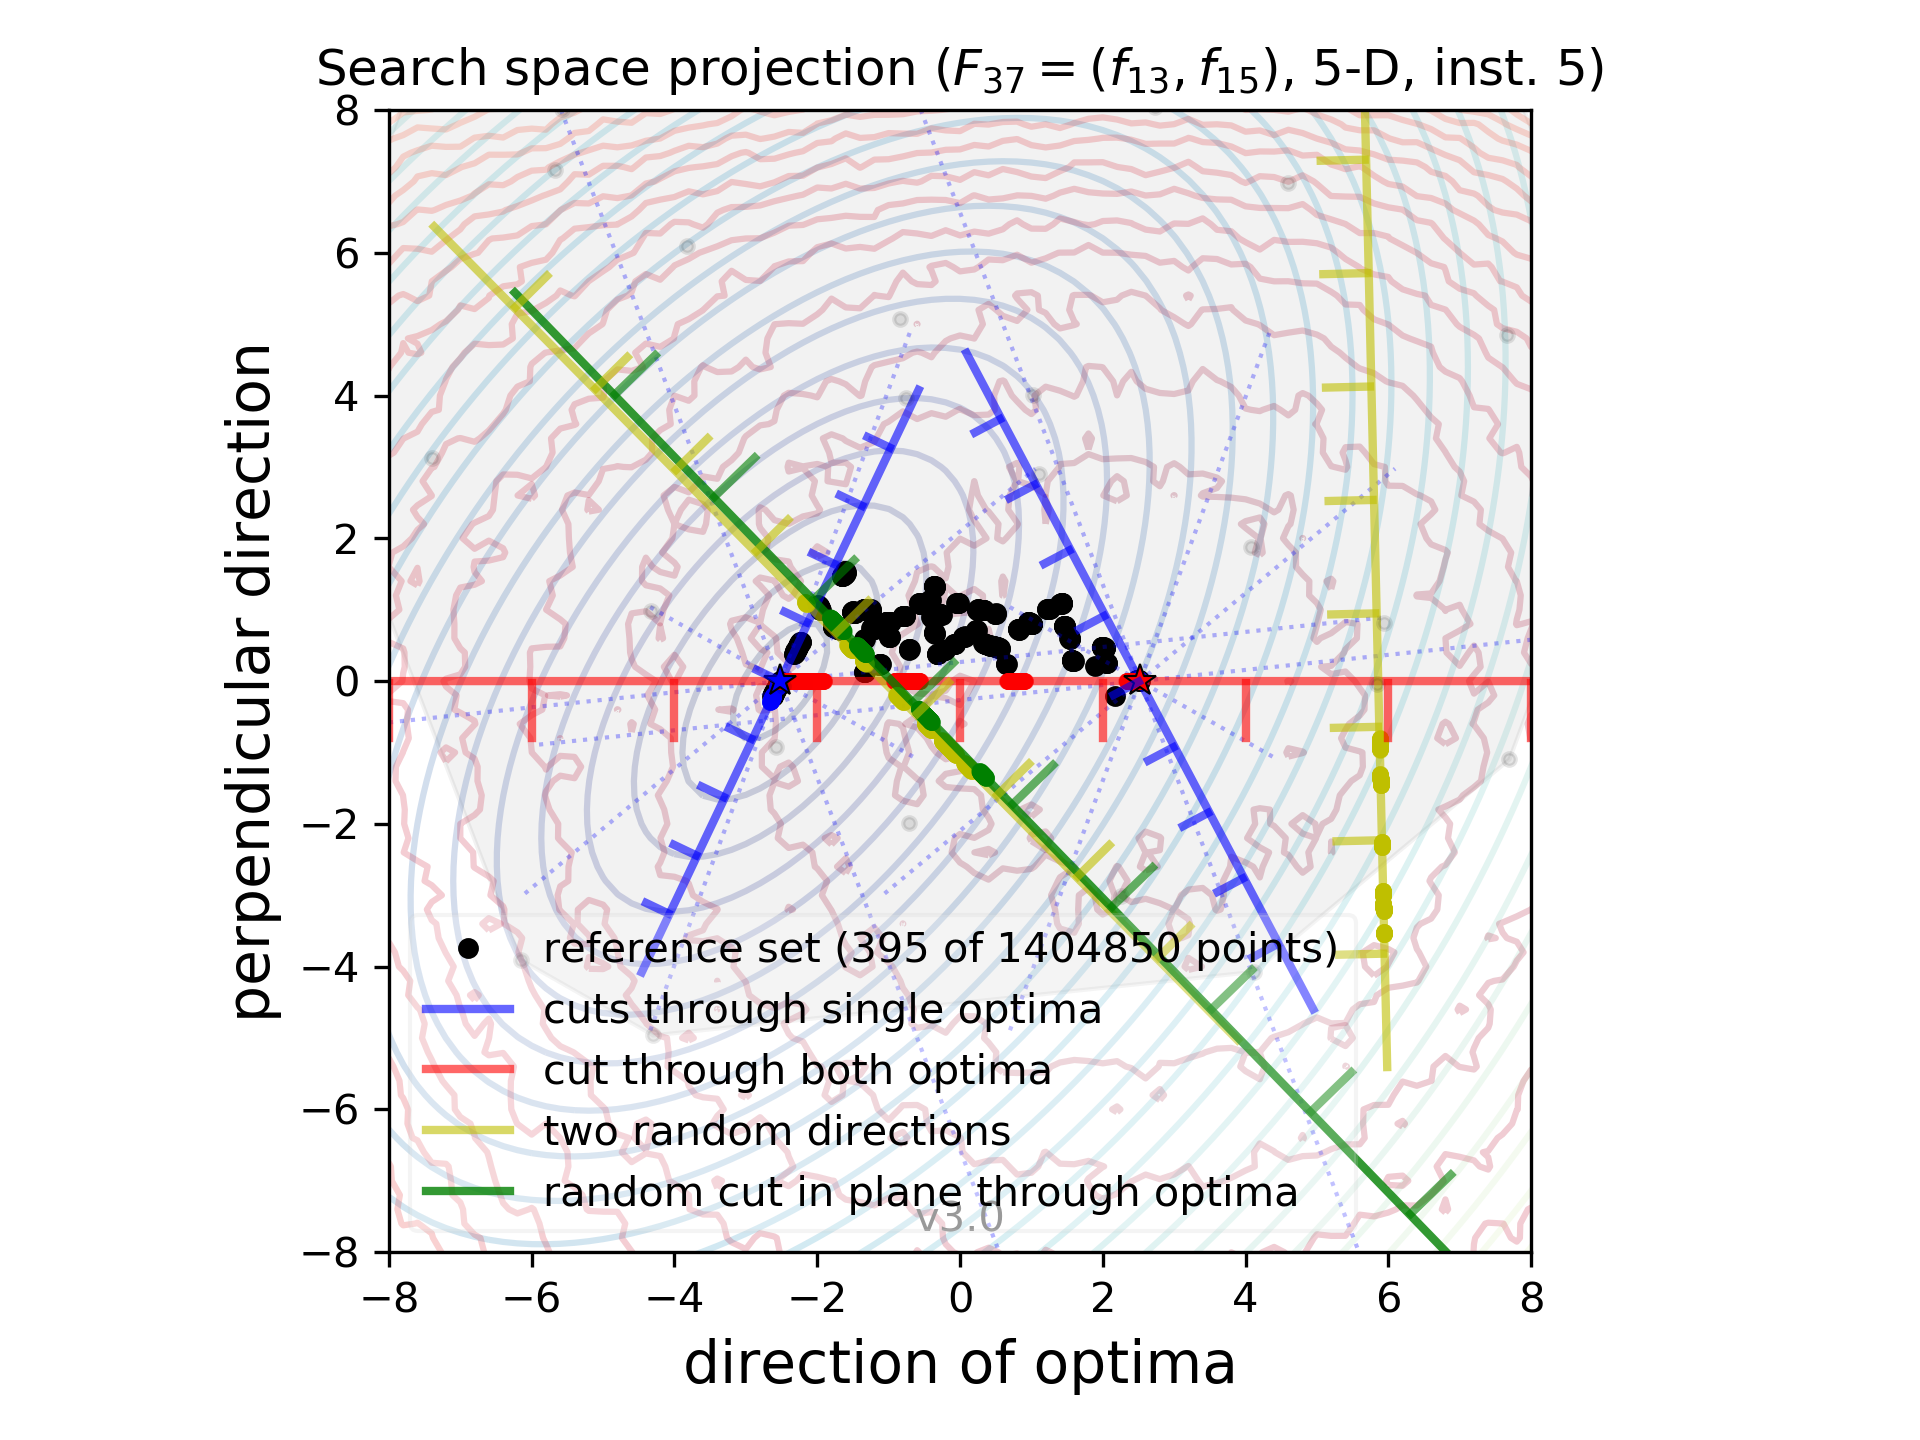 Search space projection (F37 = (f13, f15), 5-D, inst. 5)
perpendicular direction
8
6
4
2
0
−2
−4
−6
−8
reference set (395 of 1404850 points)
cuts through single optima
cut through both optima
two random directions
random cut in plane through optima
v3.0
−8 −6 −4 −2 0 2 4 6 8
direction of optima